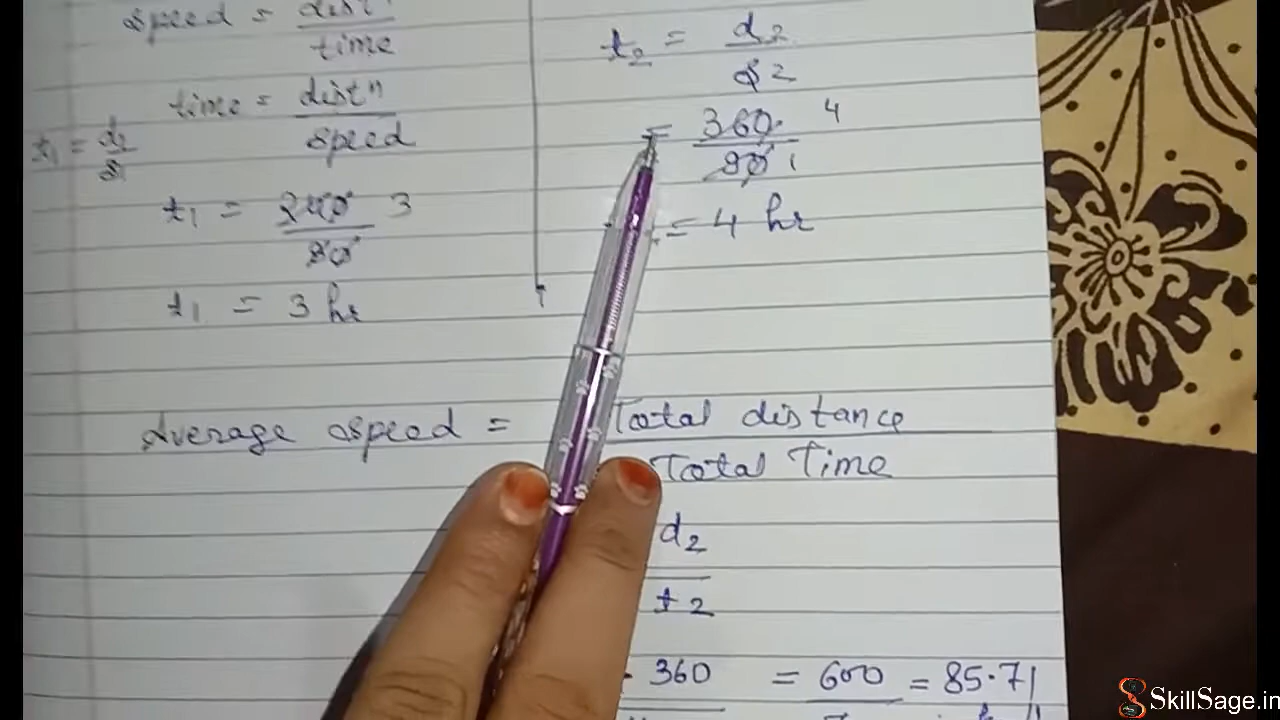 speed = distⁿ
time
time = distⁿ
speed
t₁ = d₁
s₁
t₁ = 240 3
80
t₁ = 3 hr
t₂ = d₂
s₂
= 360 4
90 1
= 4 hr
Average speed = Total distance
Total Time
d₂
t₂
360 = 600 = 85.71
SkillSage.in